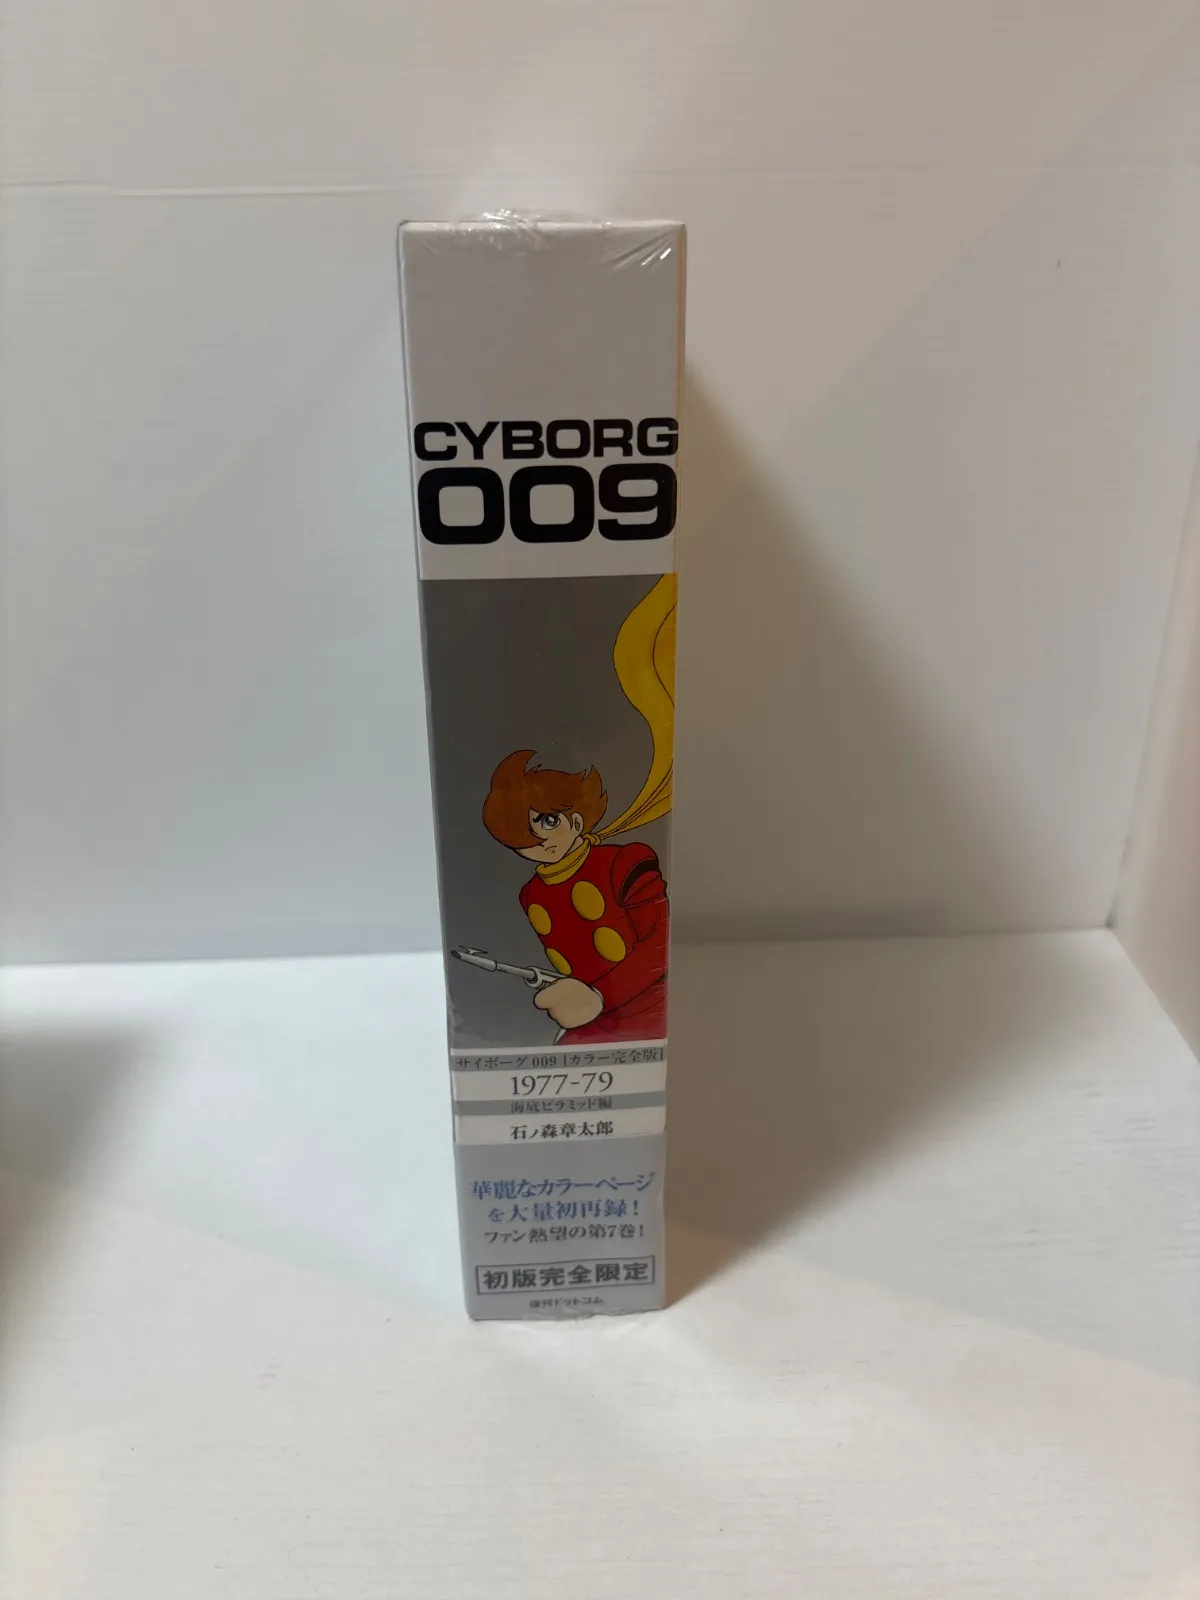 CYBORG
009
サイボーグ 009 [カラー完全版]
1977-79
海底ピラミッド編
石ノ森章太郎
華麗なカラーページ
を大量初再録!
ファン熱望の第7巻!
初版完全限定
復刊ドットコム